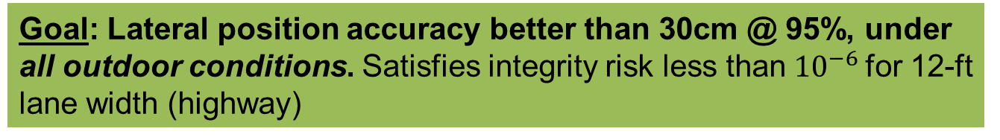 Goal: Lateral position accuracy better than 30cm @ 95%, under
all outdoor conditions. Satisfies integrity risk less than 10⁻⁶ for 12-ft
lane width (highway)